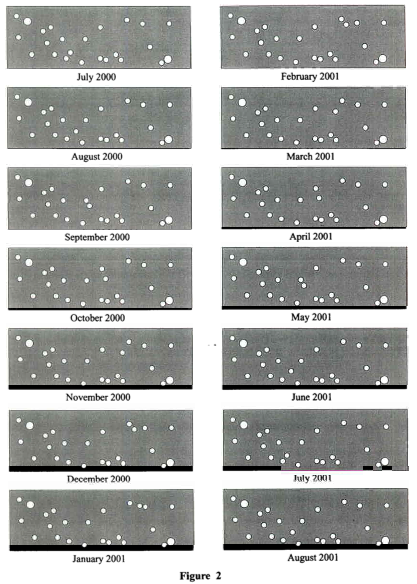 July 2000
February 2001
August 2000
March 2001
September 2000
April 2001
October 2000
May 2001
November 2000
June 2001
December 2000
July 2001
January 2001
August 2001
Figure 2